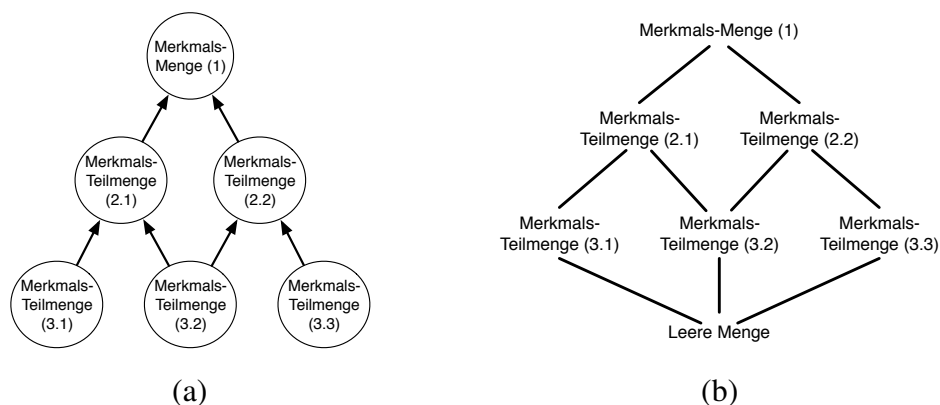 Merkmals-
Menge (1)
Merkmals-
Teilmenge
(2.1)
Merkmals-
Teilmenge
(2.2)
Merkmals-
Teilmenge
(3.1)
Merkmals-
Teilmenge
(3.2)
Merkmals-
Teilmenge
(3.3)
(a)
Merkmals-Menge (1)
Merkmals-
Teilmenge (2.1)
Merkmals-
Teilmenge (2.2)
Merkmals-
Teilmenge (3.1)
Merkmals-
Teilmenge (3.2)
Merkmals-
Teilmenge (3.3)
Leere Menge
(b)